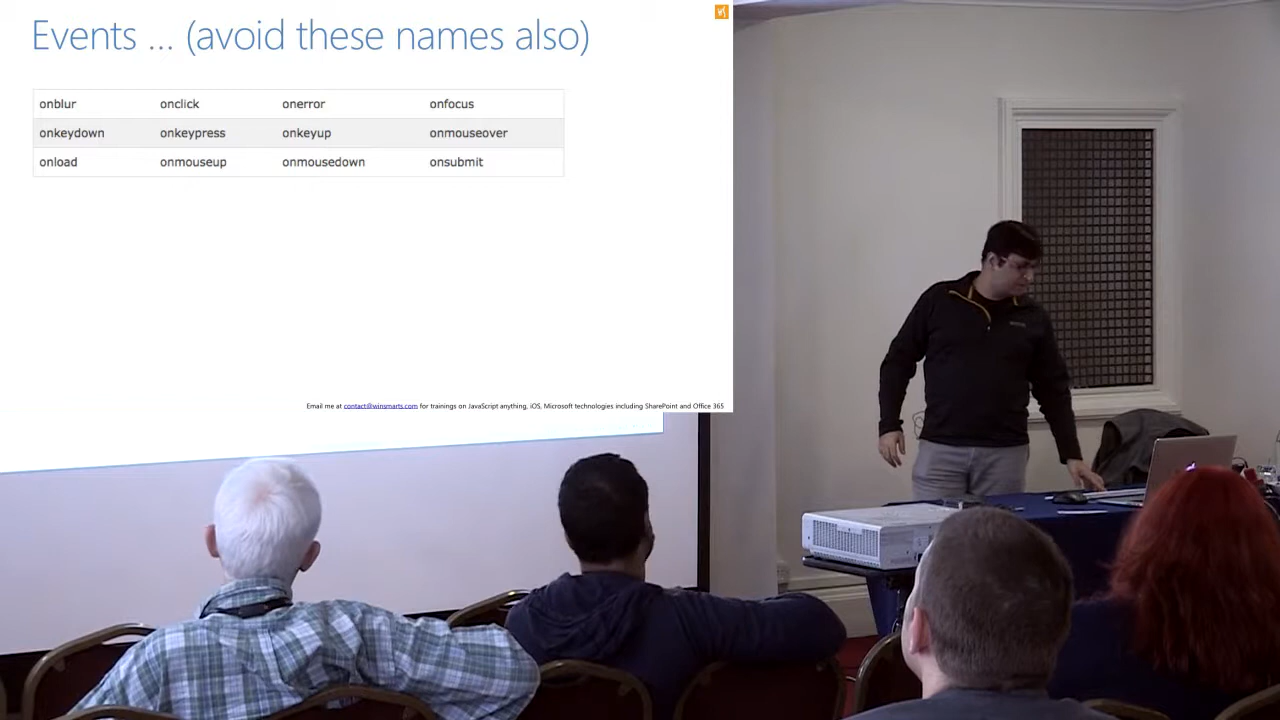 Events ... (avoid these names also)
onblur onclick onerror onfocus
onkeydown onkeypress onkeyup onmouseover
onload onmouseup onmousedown onsubmit
Email me at contact@winsmarts.com for trainings on JavaScript anything, iOS, Microsoft technologies including SharePoint and Office 365